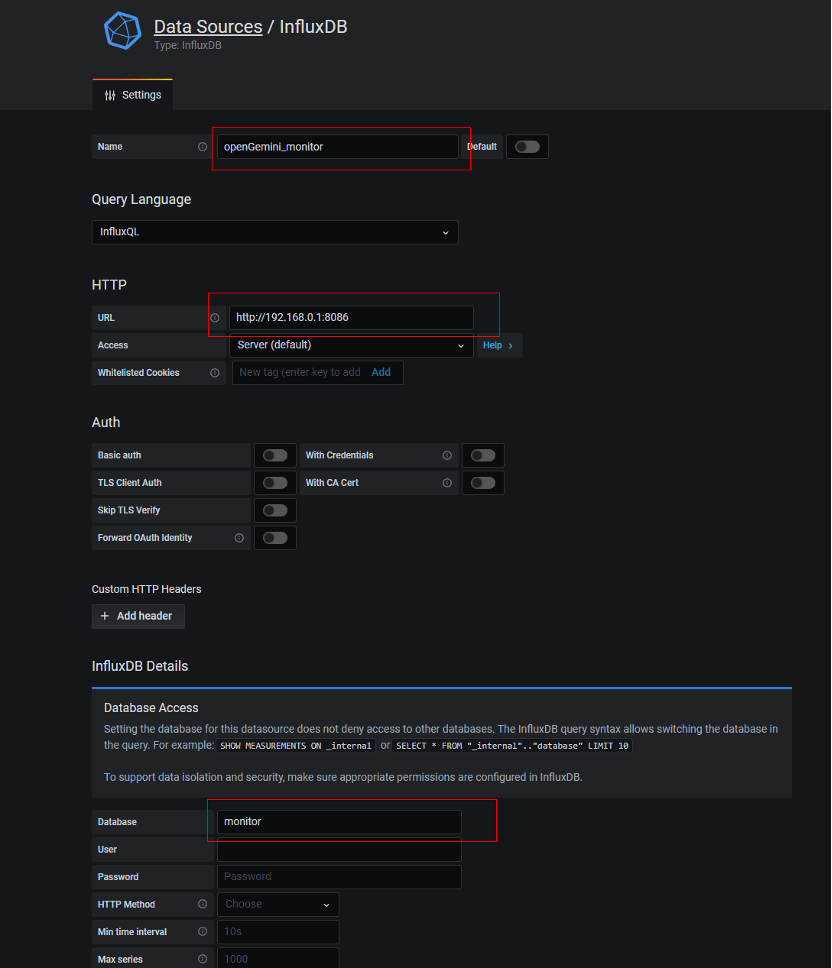 Data Sources / InfluxDB
Type: InfluxDB
Settings
Name openGemini_monitor Default
Query Language
InfluxQL
HTTP
URL http://192.168.0.1:8086
Access Server (default) Help >
Whitelisted Cookies New tag (enter key to add Add
Auth
Basic auth With Credentials
TLS Client Auth With CA Cert
Skip TLS Verify
Forward OAuth Identity
Custom HTTP Headers
+ Add header
InfluxDB Details
Database Access
Setting the database for this datasource does not deny access to other databases. The InfluxDB query syntax allows switching the database in
the query. For example: SHOW MEASUREMENTS ON _internal or SELECT * FROM "_internal".."database" LIMIT 10
To support data isolation and security, make sure appropriate permissions are configured in InfluxDB.
Database monitor
User
Password Password
HTTP Method Choose
Min time interval 10s
Max series 1000